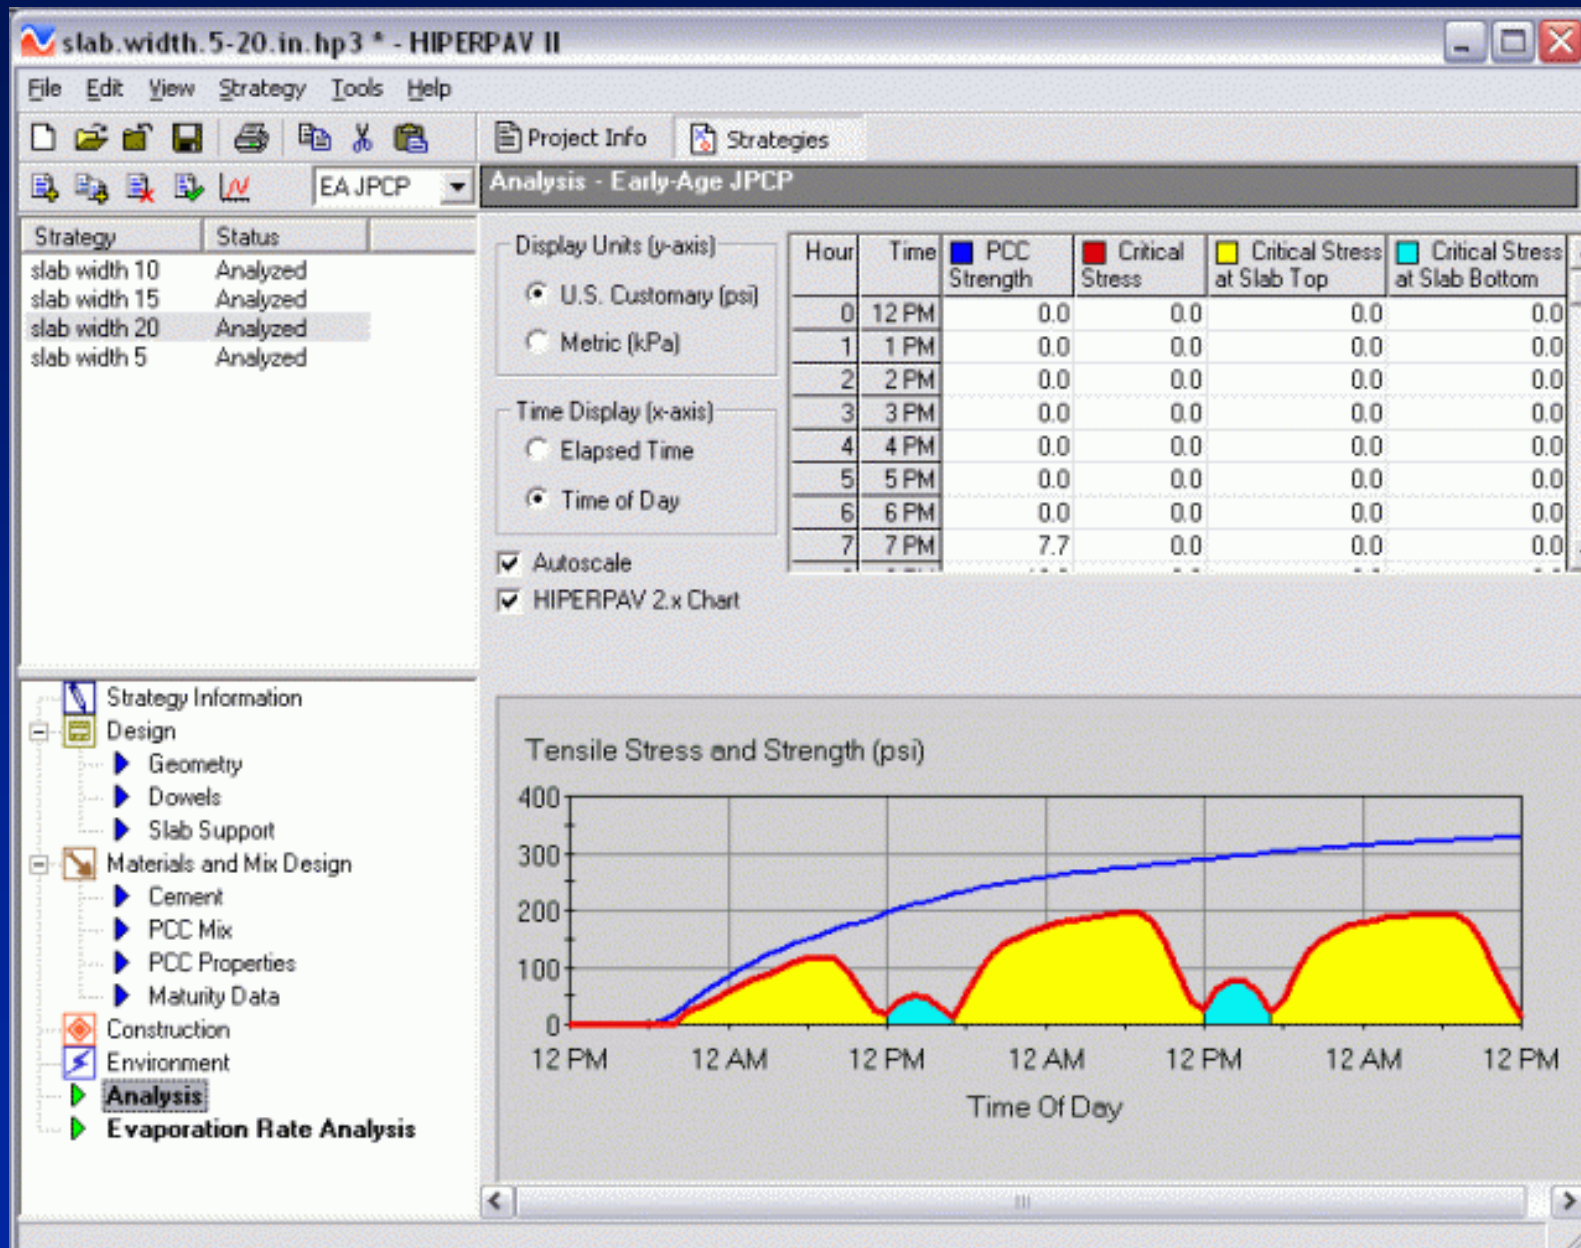 slab.width.5-20.in.hp3 * - HIPERPAV II
File Edit View Strategy Tools Help
Project Info Strategies
EA JPCP
Analysis - Early-Age JPCP
Strategy Status
slab width 10 Analyzed
slab width 15 Analyzed
slab width 20 Analyzed
slab width 5 Analyzed
Display Units (y-axis)
U.S. Customary (psi)
Metric (kPa)
Time Display (x-axis)
Elapsed Time
Time of Day
Autoscale
HIPERPAV 2.x Chart
Hour Time PCC Strength Critical Stress Critical Stress at Slab Top Critical Stress at Slab Bottom
0 12 PM 0.0 0.0 0.0 0.0
1 1 PM 0.0 0.0 0.0 0.0
2 2 PM 0.0 0.0 0.0 0.0
3 3 PM 0.0 0.0 0.0 0.0
4 4 PM 0.0 0.0 0.0 0.0
5 5 PM 0.0 0.0 0.0 0.0
6 6 PM 0.0 0.0 0.0 0.0
7 7 PM 7.7 0.0 0.0 0.0
Strategy Information
Design
Geometry
Dowels
Slab Support
Materials and Mix Design
Cement
PCC Mix
PCC Properties
Maturity Data
Construction
Environment
Analysis
Evaporation Rate Analysis
Tensile Stress and Strength (psi)
400
300
200
100
0
12 PM 12 AM 12 PM 12 AM 12 PM 12 AM 12 PM
Time Of Day